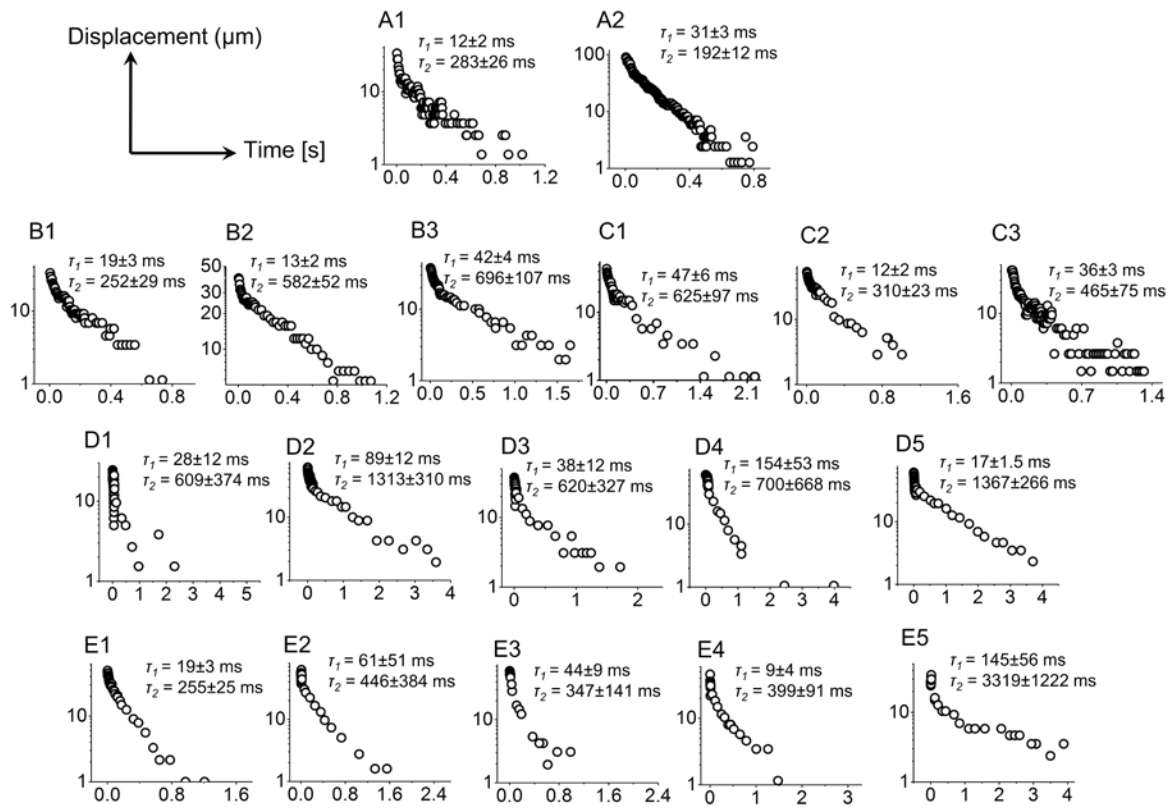 Displacement (µm)
Time [s]
A1
τ1 = 12±2 ms
τ2 = 283±26 ms
10
1
0.0 0.4 0.8 1.2
A2
τ1 = 31±3 ms
τ2 = 192±12 ms
100
10
1
0.0 0.4 0.8
B1
τ1 = 19±3 ms
τ2 = 252±29 ms
10
1
0.0 0.4 0.8
B2
τ1 = 13±2 ms
τ2 = 582±52 ms
50
30
20
10
0.0 0.4 0.8 1.2
B3
τ1 = 42±4 ms
τ2 = 696±107 ms
10
1
0.0 0.5 1.0 1.5
C1
τ1 = 47±6 ms
τ2 = 625±97 ms
10
1
0.0 0.7 1.4 2.1
C2
τ1 = 12±2 ms
τ2 = 310±23 ms
10
1
0.0 0.8 1.6
C3
τ1 = 36±3 ms
τ2 = 465±75 ms
10
1
0.0 0.7 1.4
D1
τ1 = 28±12 ms
τ2 = 609±374 ms
10
1
0 1 2 3 4 5
D2
τ1 = 89±12 ms
τ2 = 1313±310 ms
10
1
0 1 2 3 4
D3
τ1 = 38±12 ms
τ2 = 620±327 ms
10
1
0 1 2
D4
τ1 = 154±53 ms
τ2 = 700±668 ms
10
1
0 1 2 3 4
D5
τ1 = 17±1.5 ms
τ2 = 1367±266 ms
10
1
0 1 2 3 4
E1
τ1 = 19±3 ms
τ2 = 255±25 ms
10
1
0.0 0.8 1.6
E2
τ1 = 61±51 ms
τ2 = 446±384 ms
10
1
0.0 0.8 1.6 2.4
E3
τ1 = 44±9 ms
τ2 = 347±141 ms
10
1
0.0 0.8 1.6 2.4
E4
τ1 = 9±4 ms
τ2 = 399±91 ms
10
1
0 1 2 3
E5
τ1 = 145±56 ms
τ2 = 3319±1222 ms
10
1
0 1 2 3 4